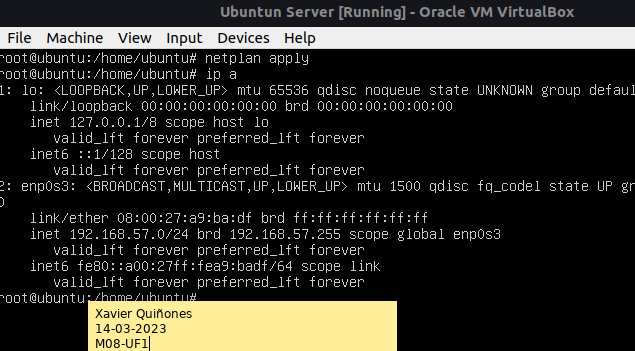 Ubuntun Server [Running] - Oracle VM VirtualBox
File Machine View Input Devices Help
root@ubuntu:/home/ubuntu# netplan apply
root@ubuntu:/home/ubuntu# ip a
1: lo: <LOOPBACK,UP,LOWER_UP> mtu 65536 qdisc noqueue state UNKNOWN group defaul
link/loopback 00:00:00:00:00:00 brd 00:00:00:00:00:00
inet 127.0.0.1/8 scope host lo
valid_lft forever preferred_lft forever
inet6 ::1/128 scope host
valid_lft forever preferred_lft forever
2: enp0s3: <BROADCAST,MULTICAST,UP,LOWER_UP> mtu 1500 qdisc fq_codel state UP gr
0
link/ether 08:00:27:a9:ba:df brd ff:ff:ff:ff:ff:ff
inet 192.168.57.0/24 brd 192.168.57.255 scope global enp0s3
valid_lft forever preferred_lft forever
inet6 fe80::a00:27ff:fea9:badf/64 scope link
valid_lft forever preferred_lft forever
root@ubuntu:/home/ubuntu#
Xavier Quiñones
14-03-2023
M08-UF1